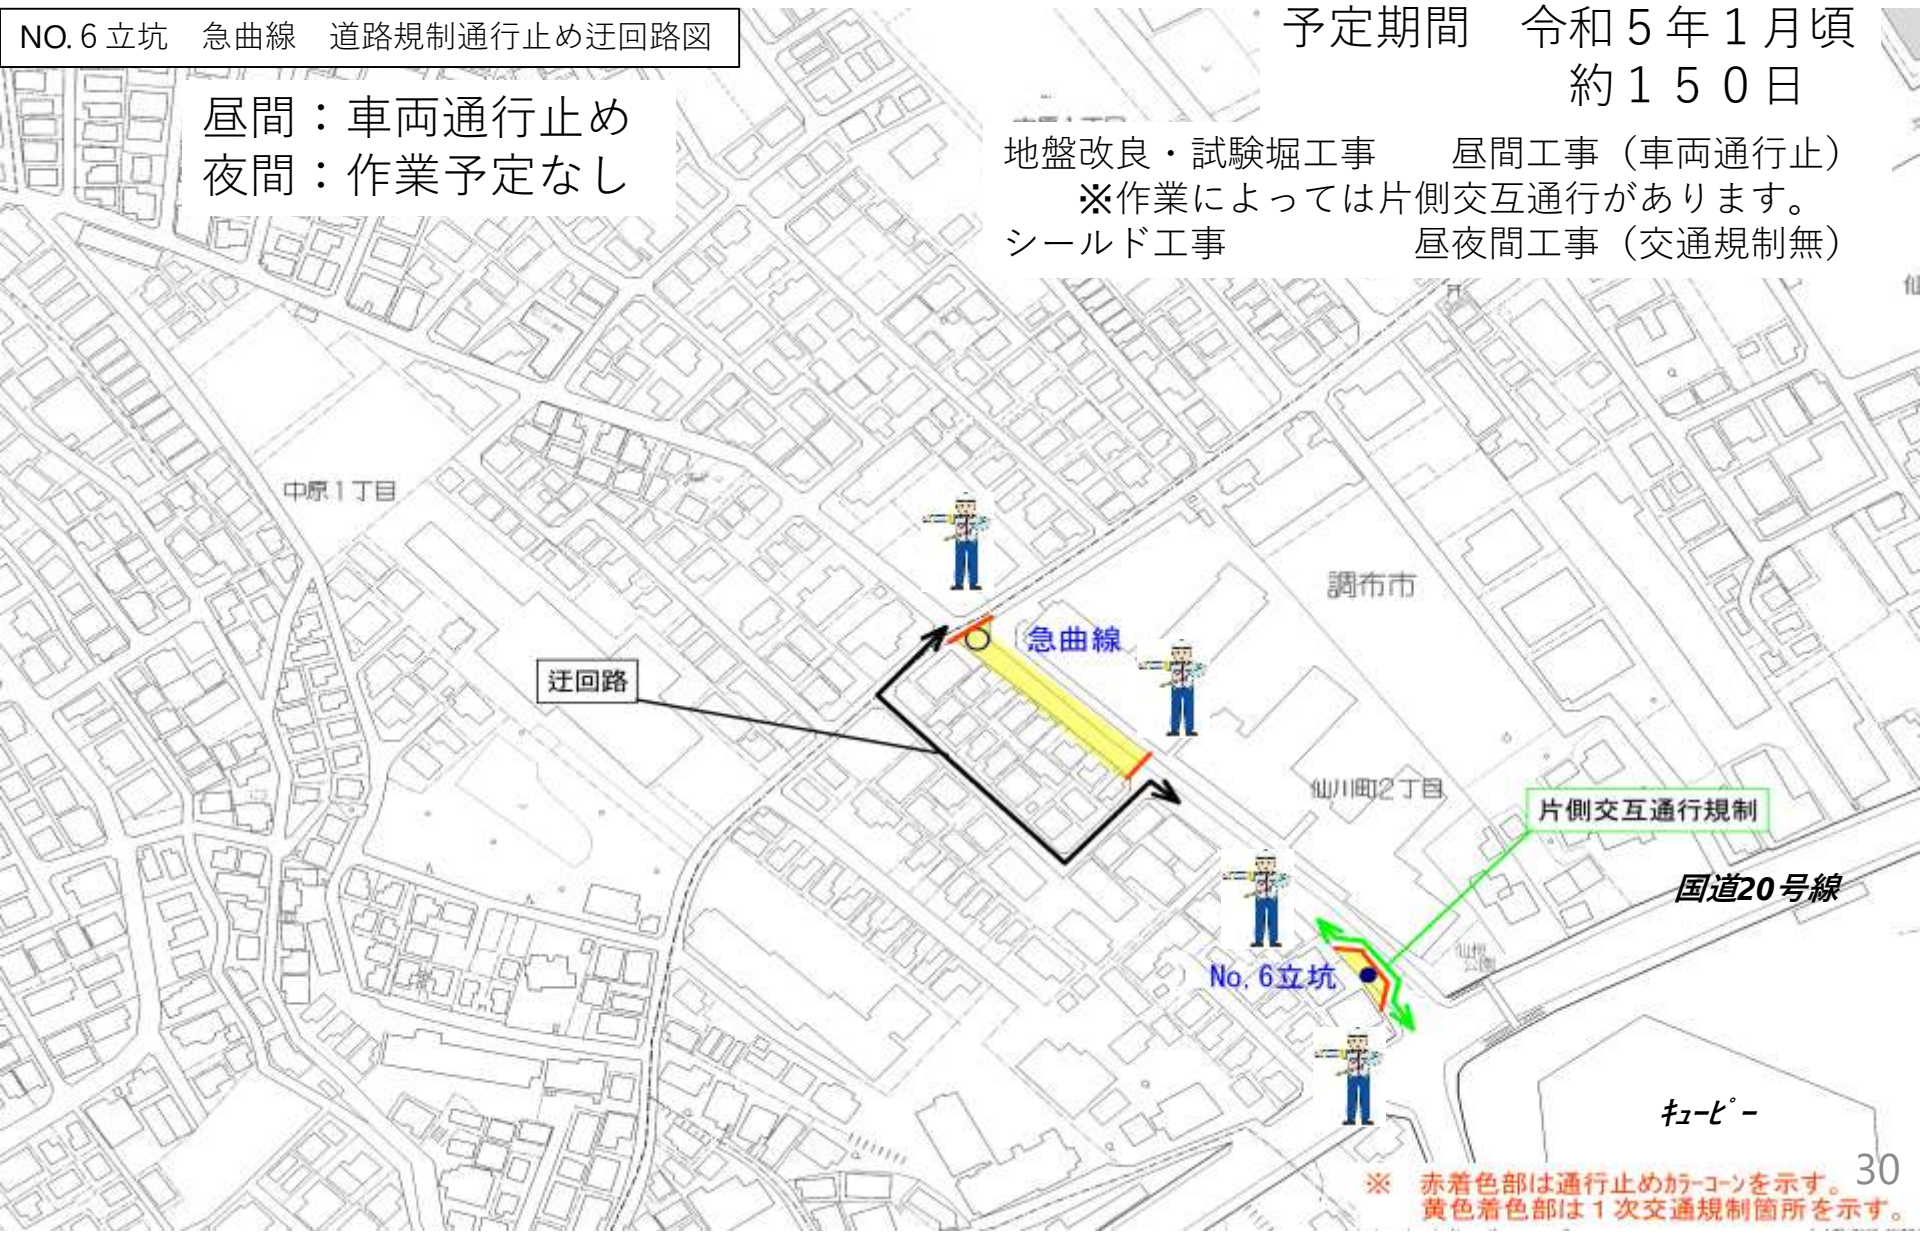 NO.６立坑　急曲線　道路規制通行止め迂回路図
予定期間　令和５年１月頃
約１５０日
昼間：車両通行止め
夜間：作業予定なし
地盤改良・試験堀工事　　昼間工事（車両通行止）
※作業によっては片側交互通行があります。
シールド工事　　　　　昼夜間工事（交通規制無）
中原１丁目
調布市
急曲線
迂回路
仙川町2丁目
片側交互通行規制
国道20号線
No.6立坑
ｷｭｰﾋﾟｰ
※　赤着色部は通行止めｶﾗｰｺｰﾝを示す。
黄色着色部は１次交通規制箇所を示す。
30